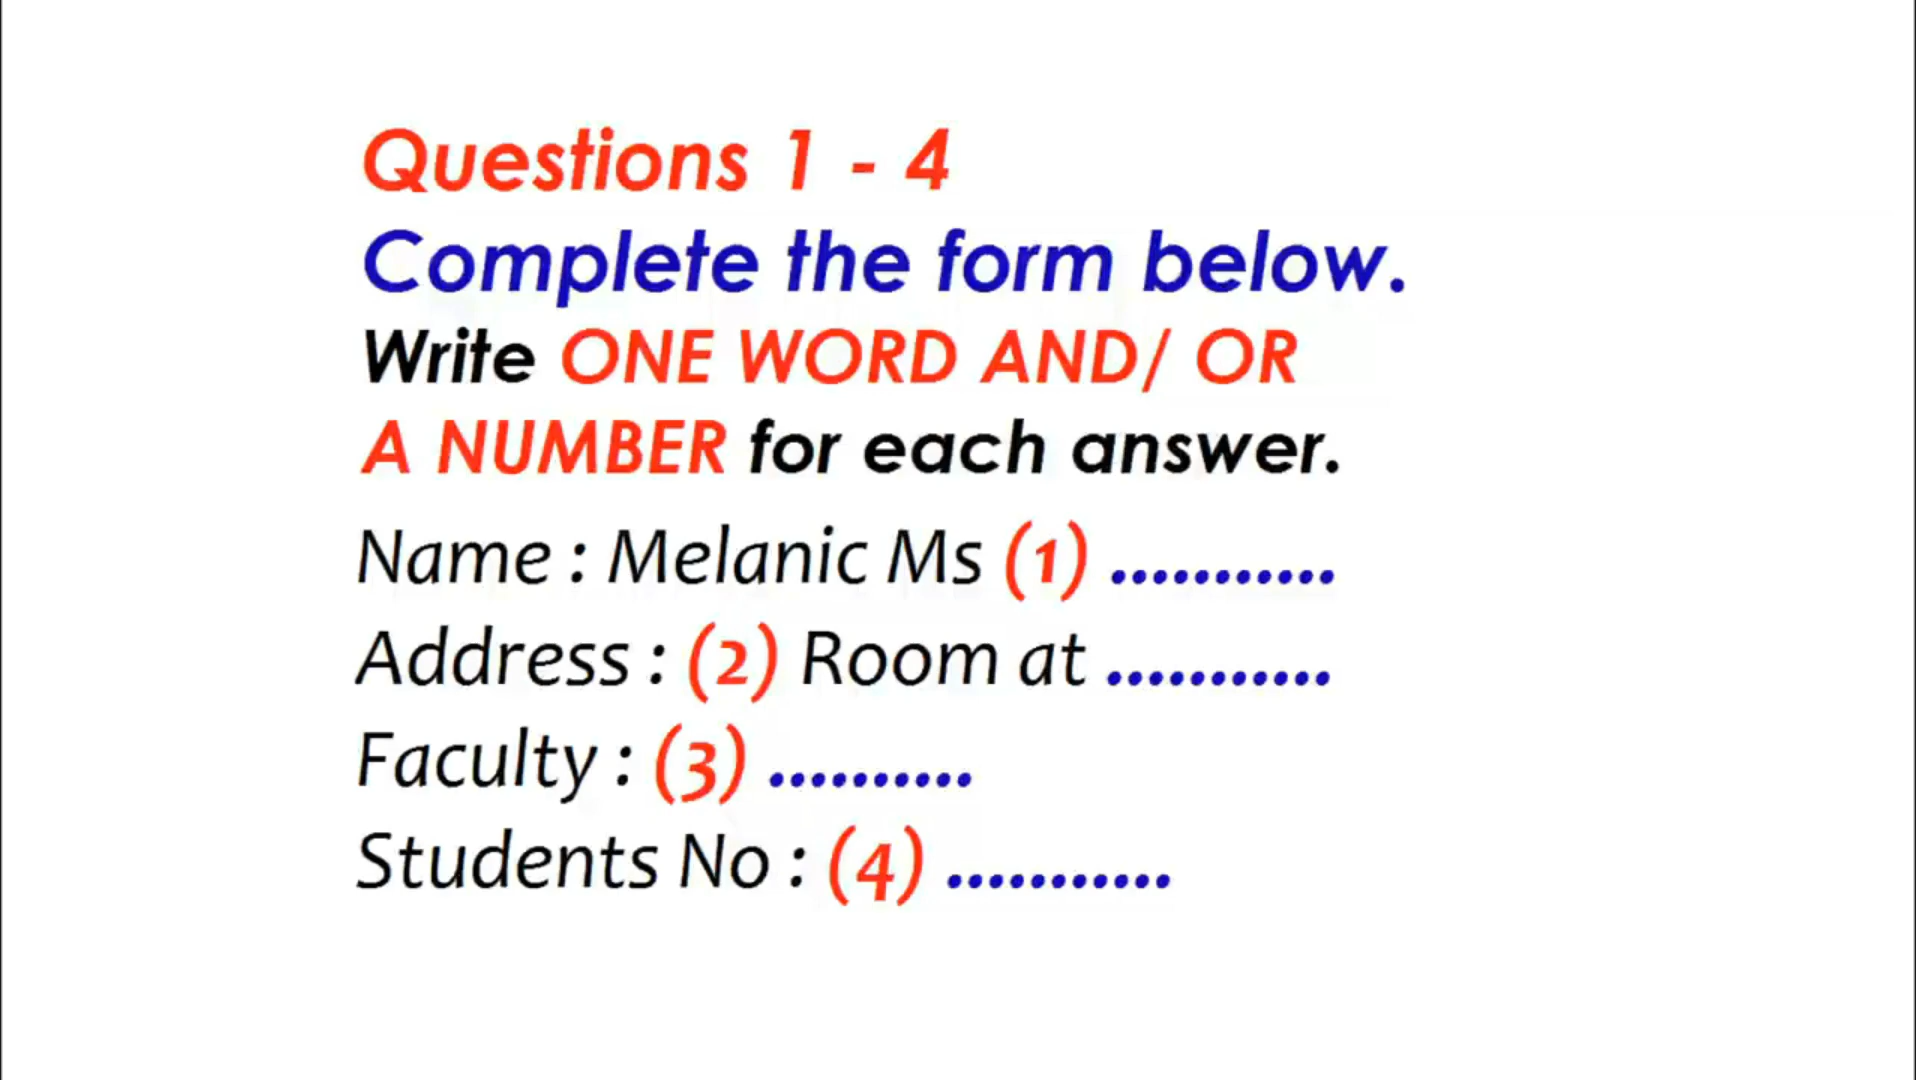 Questions 1 - 4
Complete the form below.
Write ONE WORD AND/ OR
A NUMBER for each answer.
Name : Melanic Ms (1) ...........
Address : (2) Room at ...........
Faculty : (3) ..........
Students No : (4) ...........